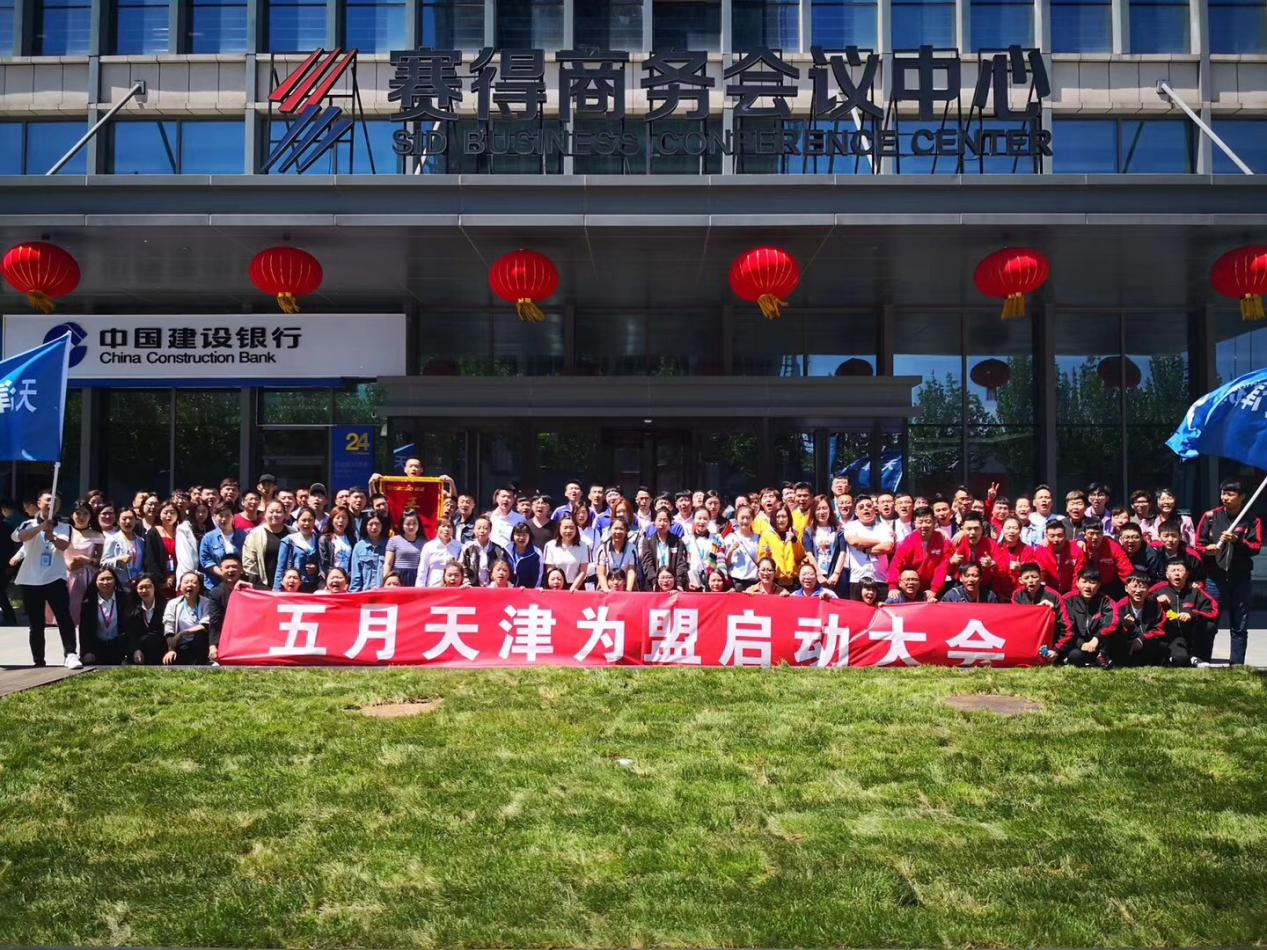 赛得商务会议中心
SID BUSINESS CONFERENCE CENTER
中国建设银行
China Construction Bank
24
五月天津为盟启动大会